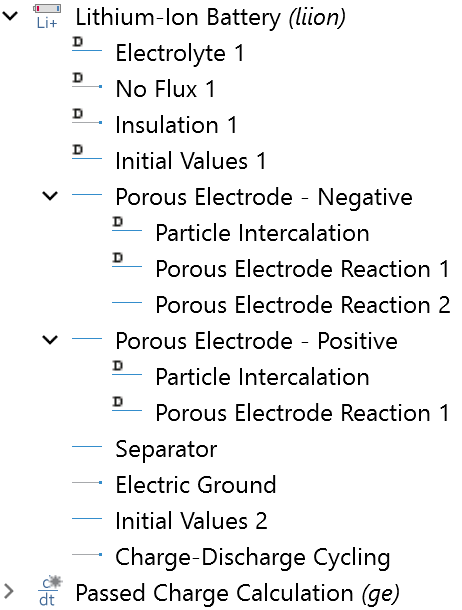 Li+ Lithium-Ion Battery (liion)
D Electrolyte 1
D No Flux 1
D Insulation 1
D Initial Values 1
Porous Electrode - Negative
D Particle Intercalation
D Porous Electrode Reaction 1
Porous Electrode Reaction 2
Porous Electrode - Positive
D Particle Intercalation
D Porous Electrode Reaction 1
Separator
Electric Ground
Initial Values 2
Charge-Discharge Cycling
d*/dt Passed Charge Calculation (ge)